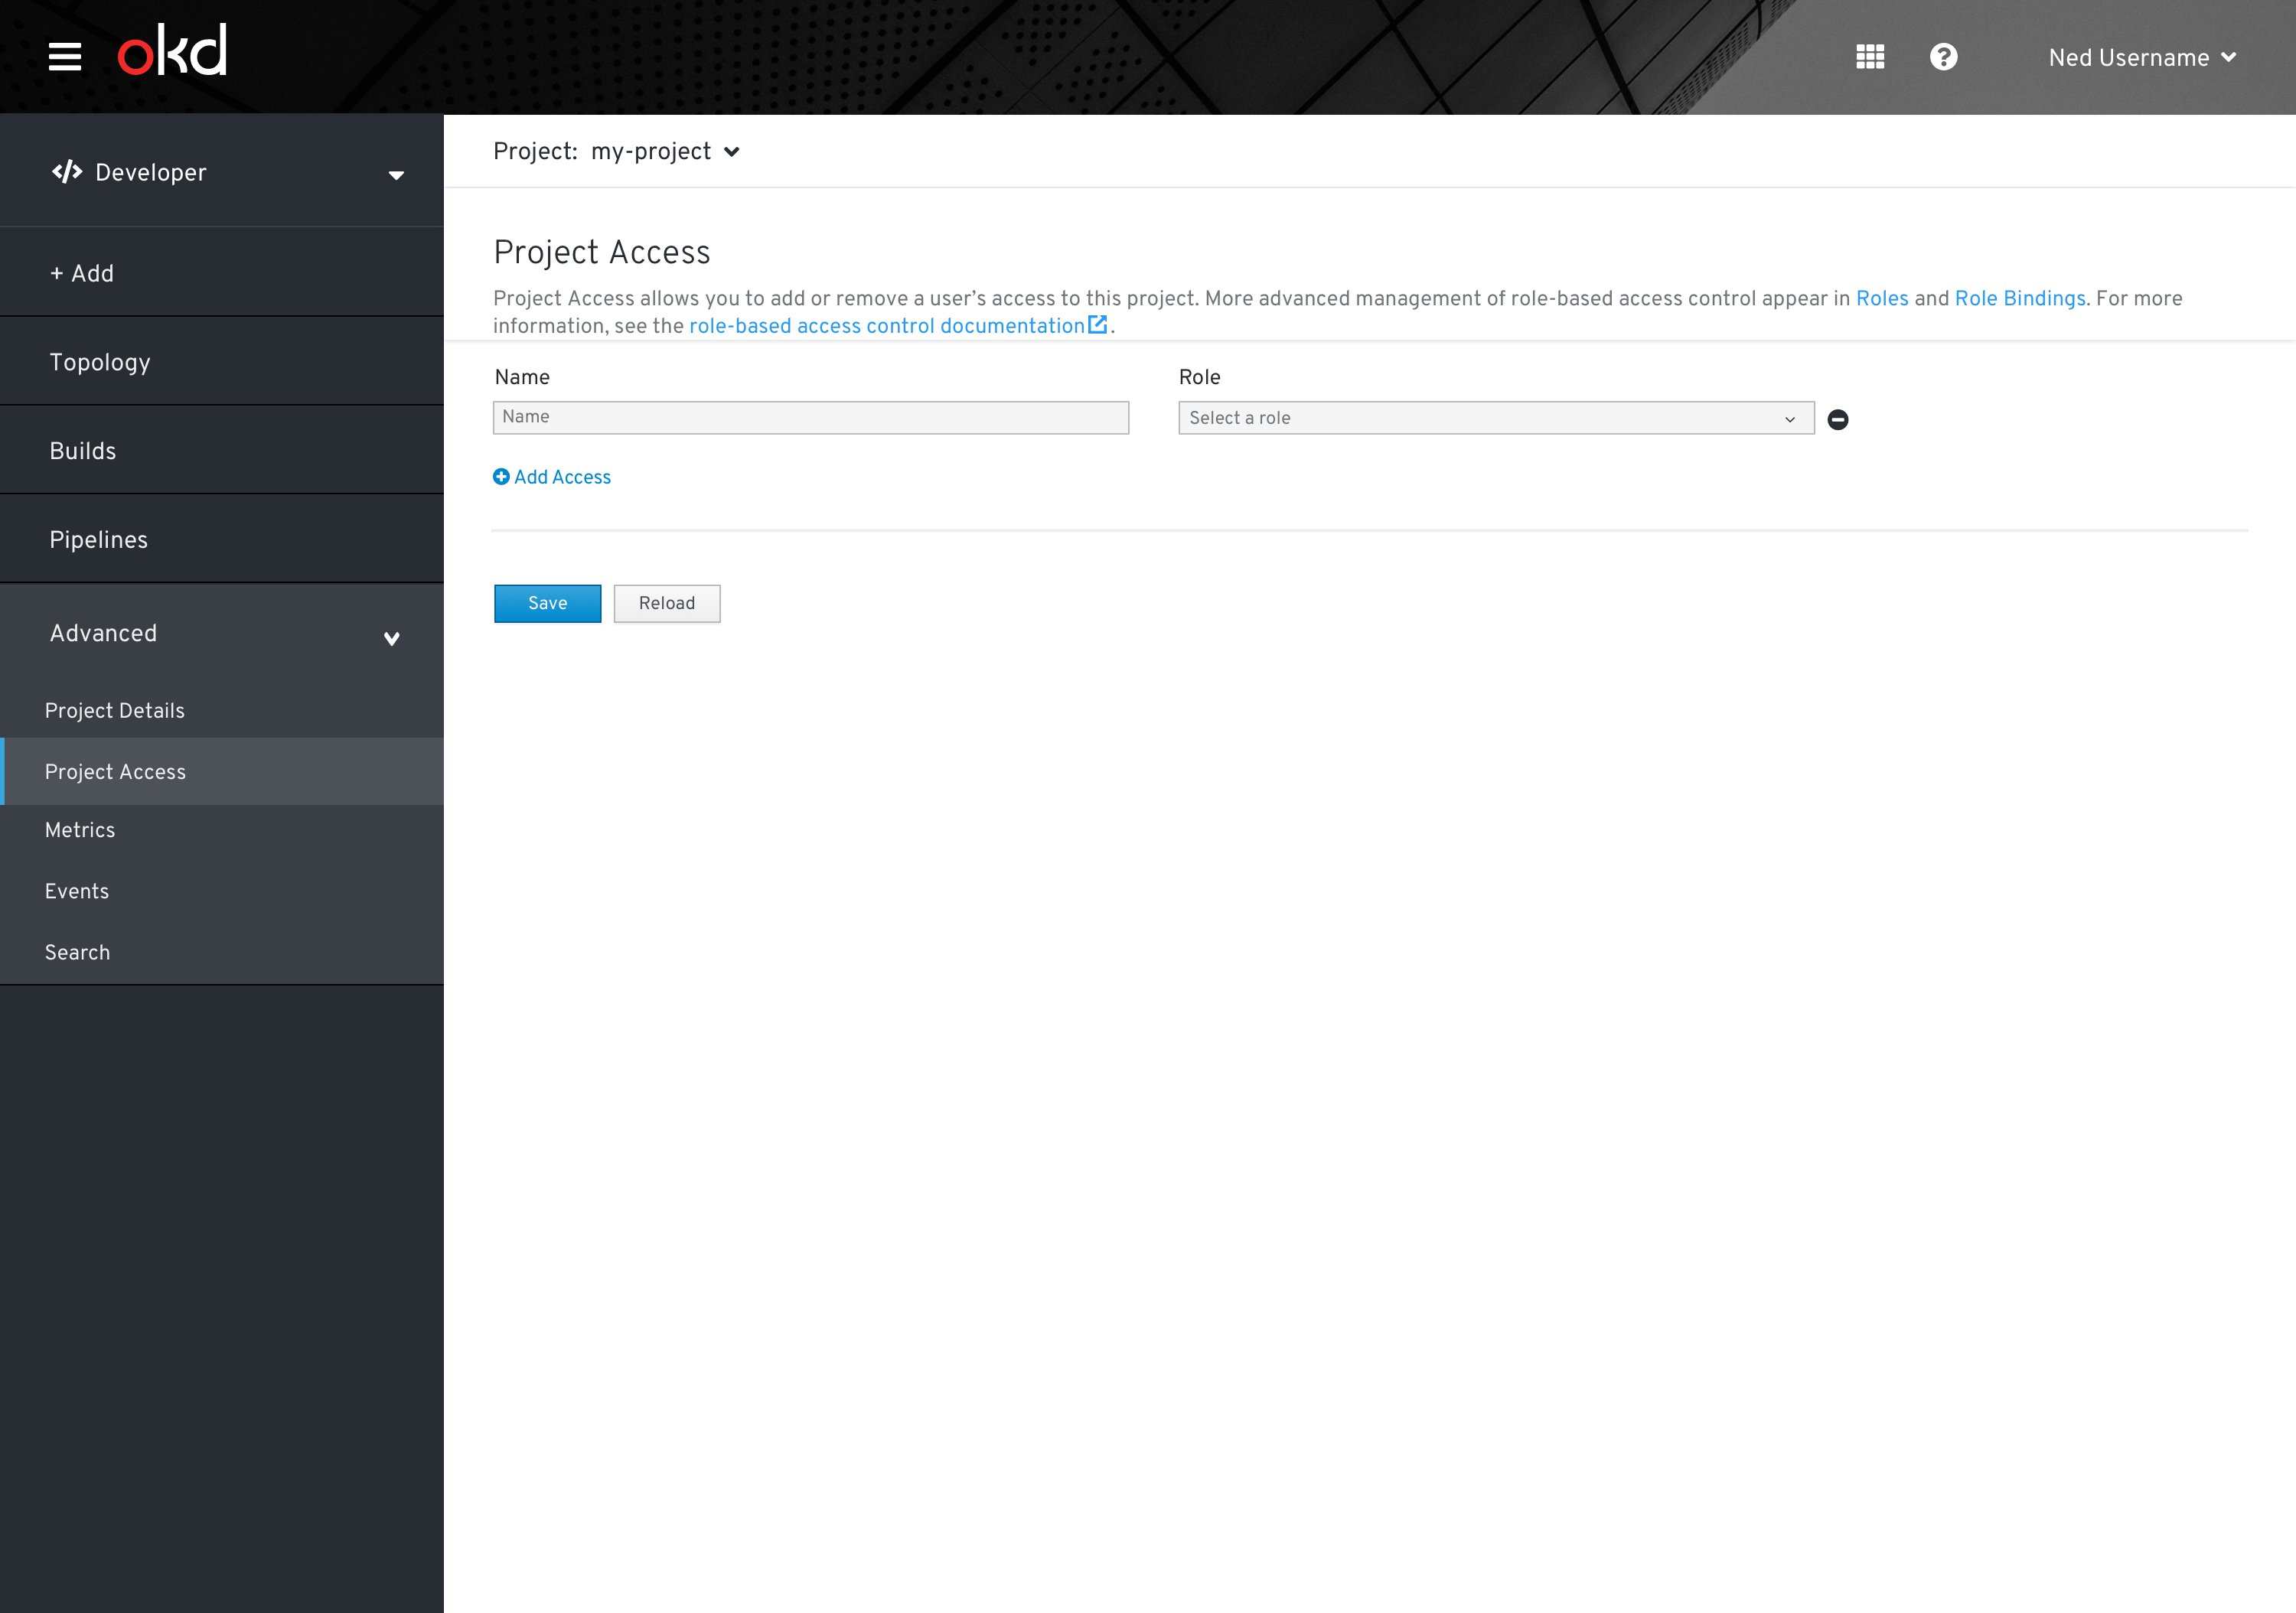 okd
Ned Username
Developer
+ Add
Topology
Builds
Pipelines
Advanced
Project Details
Project Access
Metrics
Events
Search
Project: my-project
Project Access
Project Access allows you to add or remove a user’s access to this project. More advanced management of role-based access control appear in Roles and Role Bindings. For more
information, see the role-based access control documentation.
Name
Role
Name
Select a role
Add Access
Save
Reload